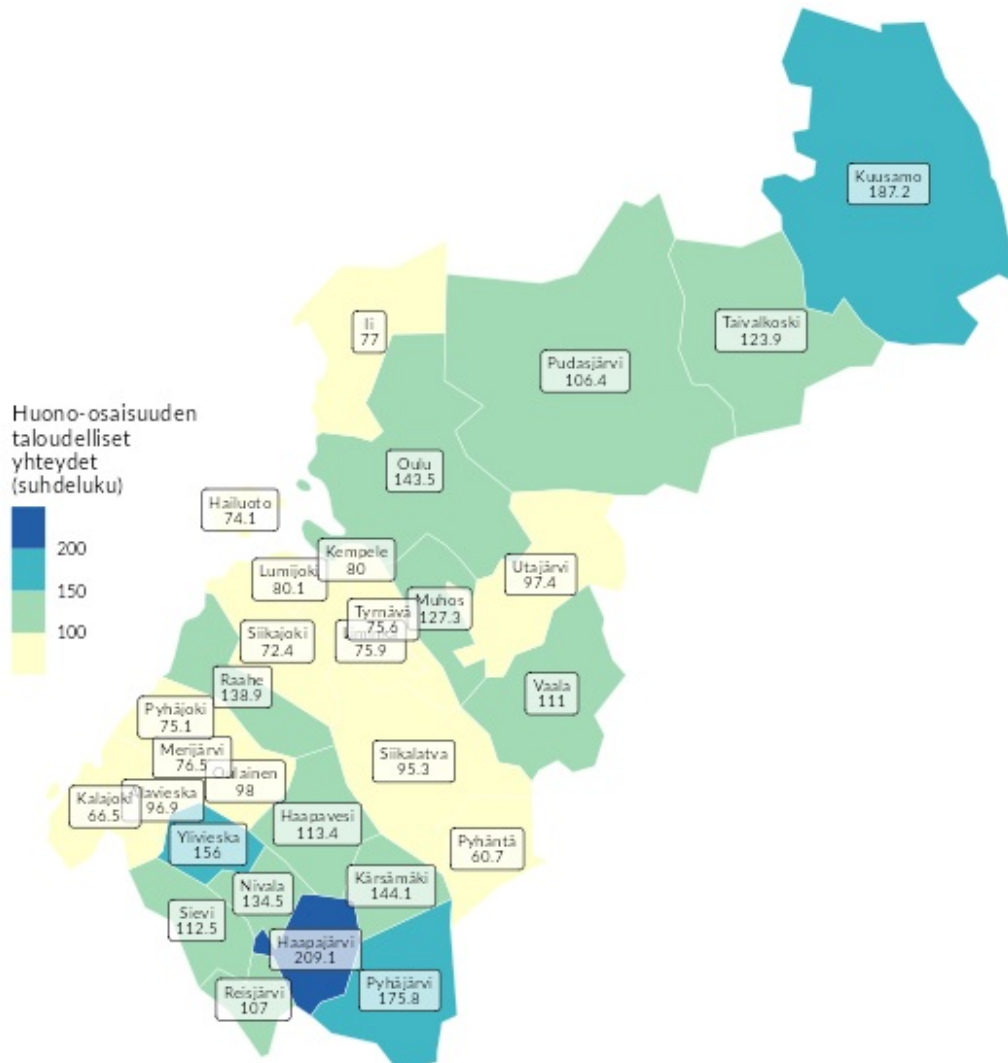 Kuusamo
187.2
Ii
77
Taivalkoski
123.9
Pudasjärvi
106.4
Huono-osaisuuden
taloudelliset
yhteydet
(suhdeluku)
200
150
100
Oulu
143.5
Hailuoto
74.1
Kempele
80
Lumijoki
80.1
Utajärvi
97.4
Muhos
127.3
Tyrnävä
75.6
75.9
Siikajoki
72.4
Raahe
138.9
Vaala
111
Pyhäjoki
75.1
Merijärvi
76.5
Oulainen
98
Siikalatva
95.3
Alavieska
96.9
Kalajoki
66.5
Haapavesi
113.4
Ylivieska
156
Pyhäntä
60.7
Nivala
134.5
Kärsämäki
144.1
Sievi
112.5
Haapajärvi
209.1
Reisjärvi
107
Pyhäjärvi
175.8